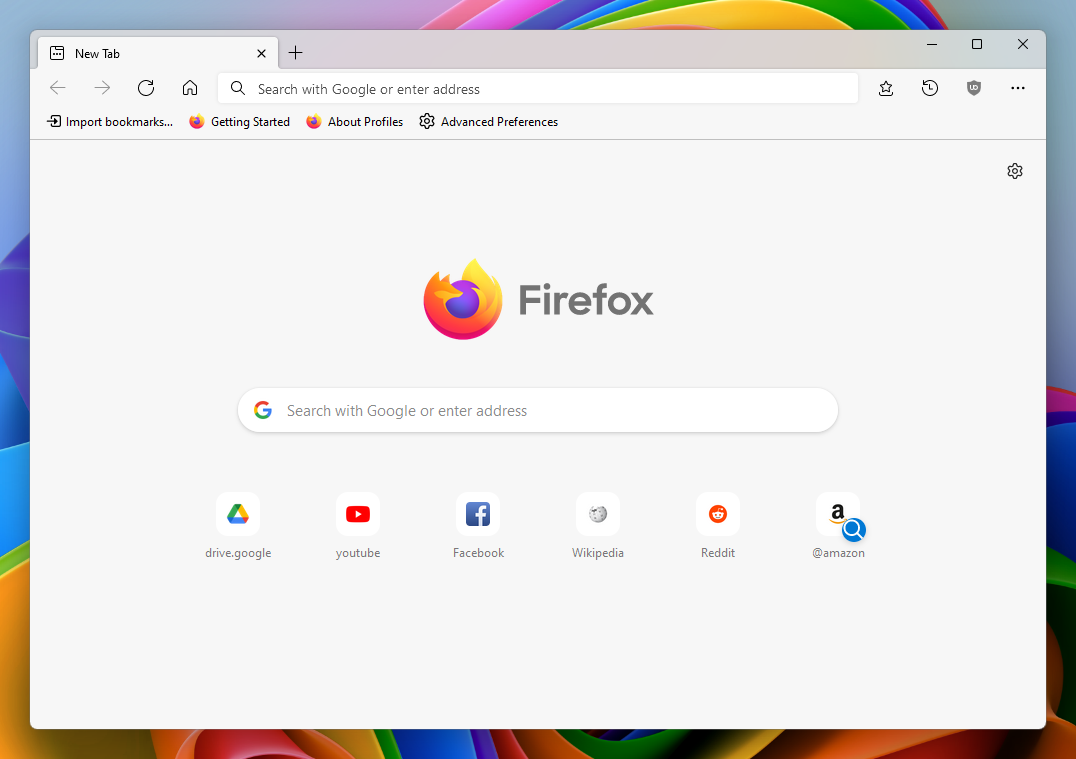 New Tab
Search with Google or enter address
Import bookmarks... Getting Started About Profiles Advanced Preferences
Firefox
Search with Google or enter address
drive.google youtube Facebook Wikipedia Reddit @amazon